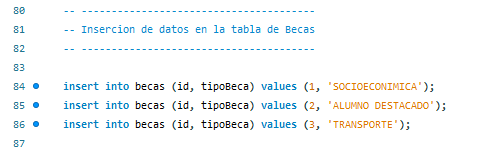 80 -- --------------------------------------
81 -- Insercion de datos en la tabla de Becas
82 -- --------------------------------------
83
84 insert into becas (id, tipoBeca) values (1, 'SOCIOECONIMICA');
85 insert into becas (id, tipoBeca) values (2, 'ALUMNO DESTACADO');
86 insert into becas (id, tipoBeca) values (3, 'TRANSPORTE');
87